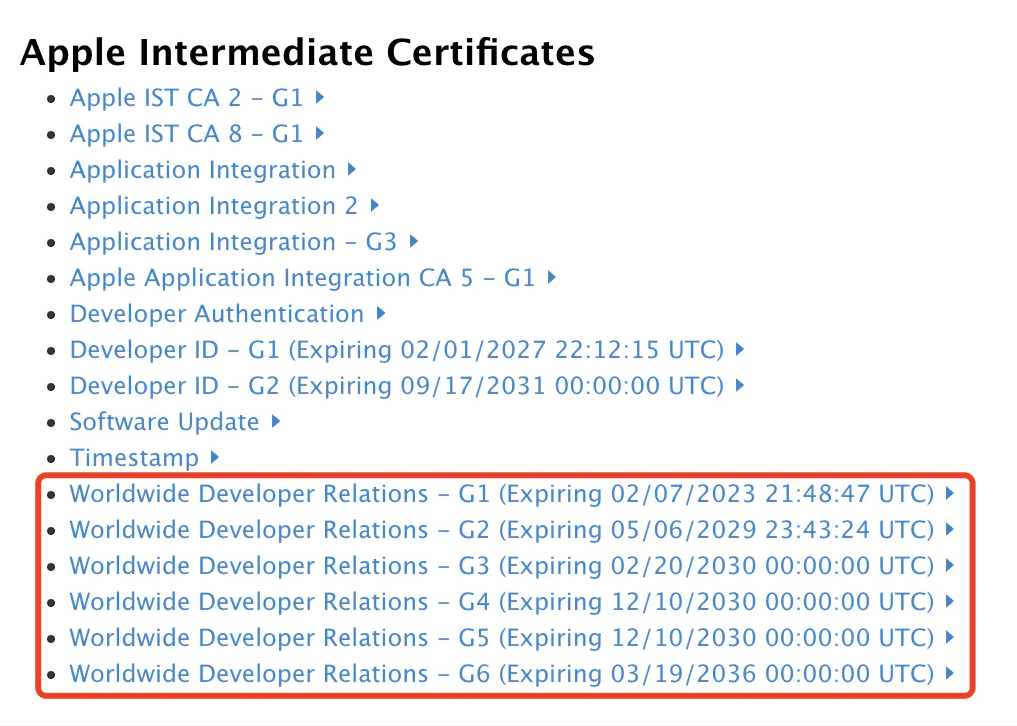 Apple Intermediate Certificates
Apple IST CA 2 – G1
Apple IST CA 8 – G1
Application Integration
Application Integration 2
Application Integration – G3
Apple Application Integration CA 5 – G1
Developer Authentication
Developer ID – G1 (Expiring 02/01/2027 22:12:15 UTC)
Developer ID – G2 (Expiring 09/17/2031 00:00:00 UTC)
Software Update
Timestamp
Worldwide Developer Relations – G1 (Expiring 02/07/2023 21:48:47 UTC)
Worldwide Developer Relations – G2 (Expiring 05/06/2029 23:43:24 UTC)
Worldwide Developer Relations – G3 (Expiring 02/20/2030 00:00:00 UTC)
Worldwide Developer Relations – G4 (Expiring 12/10/2030 00:00:00 UTC)
Worldwide Developer Relations – G5 (Expiring 12/10/2030 00:00:00 UTC)
Worldwide Developer Relations – G6 (Expiring 03/19/2036 00:00:00 UTC)